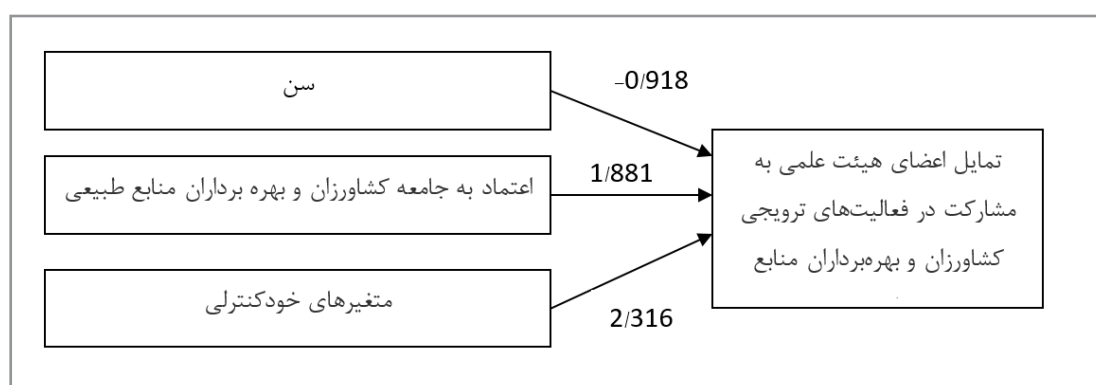 سن
-0/918
اعتماد به جامعه کشاورزان و بهره برداران منابع طبیعی
1/881
متغیرهای خودکنترلی
2/316
تمایل اعضای هیئت علمی به
مشارکت در فعالیت‌های ترویجی
کشاورزان و بهره‌برداران منابع